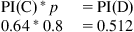 PI(C) * p = PI(D)
0.64 * 0.8 = 0.512